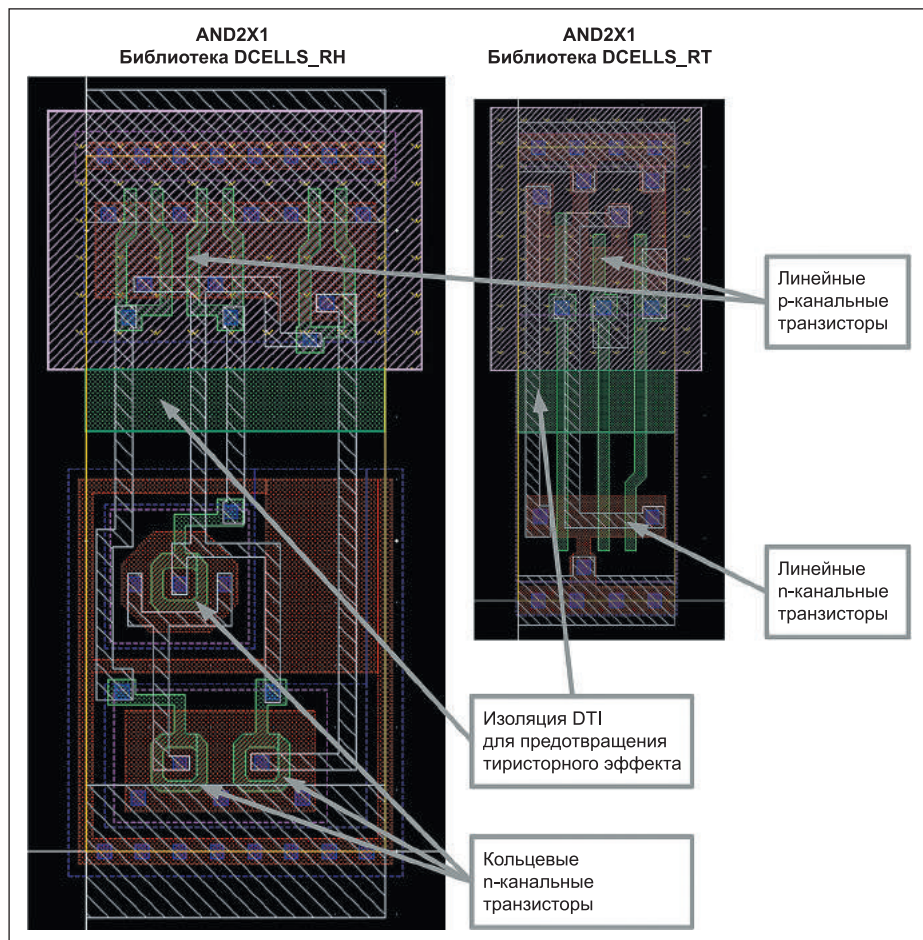 AND2X1
Библиотека DCELLS_RH
AND2X1
Библиотека DCELLS_RT
Линейные
p-канальные
транзисторы
Линейные
n-канальные
транзисторы
Изоляция DTI
для предотвращения
тиристорного эффекта
Кольцевые
n-канальные
транзисторы